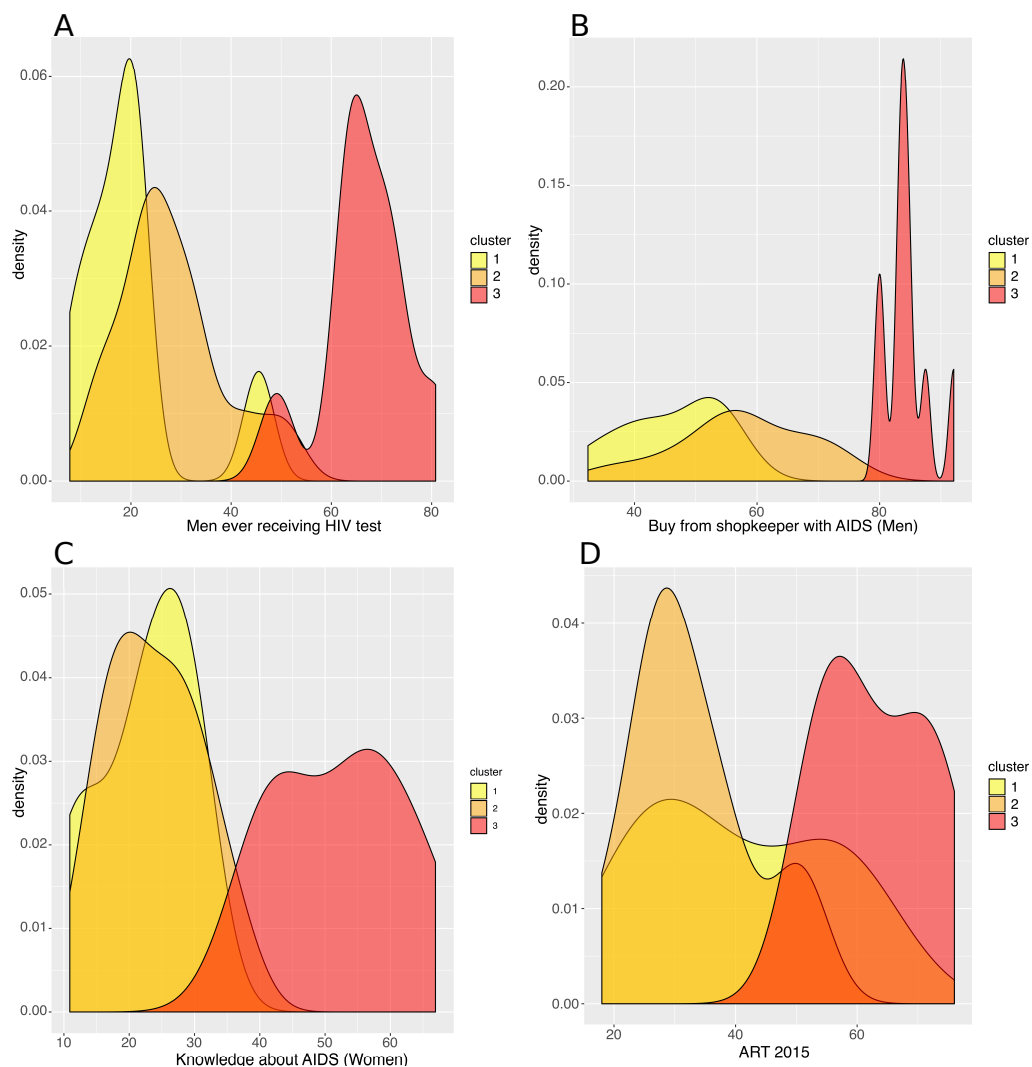 A
0.06
0.04
0.02
0.00
density
20 40 60 80
Men ever receiving HIV test
cluster
1
2
3
B
0.20
0.15
0.10
0.05
0.00
density
40 60 80
Buy from shopkeeper with AIDS (Men)
cluster
1
2
3
C
0.05
0.04
0.03
0.02
0.01
0.00
density
10 20 30 40 50 60
Knowledge about AIDS (Women)
cluster
1
2
3
D
0.04
0.03
0.02
0.01
0.00
density
20 40 60
ART 2015
cluster
1
2
3